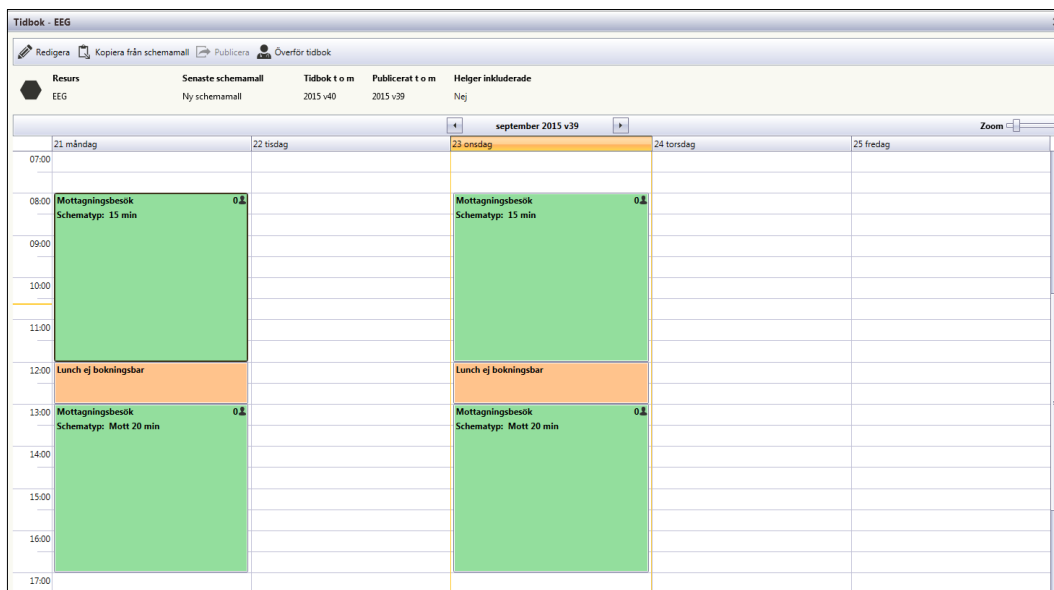 Tidbok - EEG
Redigera Kopiera från schemamall Publicera Överför tidbok
Resurs Senaste schemamall Tidbok t o m Publicerat t o m Helger inkluderade
EEG Ny schemamall 2015 v40 2015 v39 Nej
september 2015 v39 Zoom
21 måndag 22 tisdag 23 onsdag 24 torsdag 25 fredag
07:00
08:00 Mottagningsbesök 0 Mottagningsbesök 0
Schematyp: 15 min Schematyp: 15 min
09:00
10:00
11:00
12:00 Lunch ej bokningsbar Lunch ej bokningsbar
13:00 Mottagningsbesök 0 Mottagningsbesök 0
Schematyp: Mott 20 min Schematyp: Mott 20 min
14:00
15:00
16:00
17:00